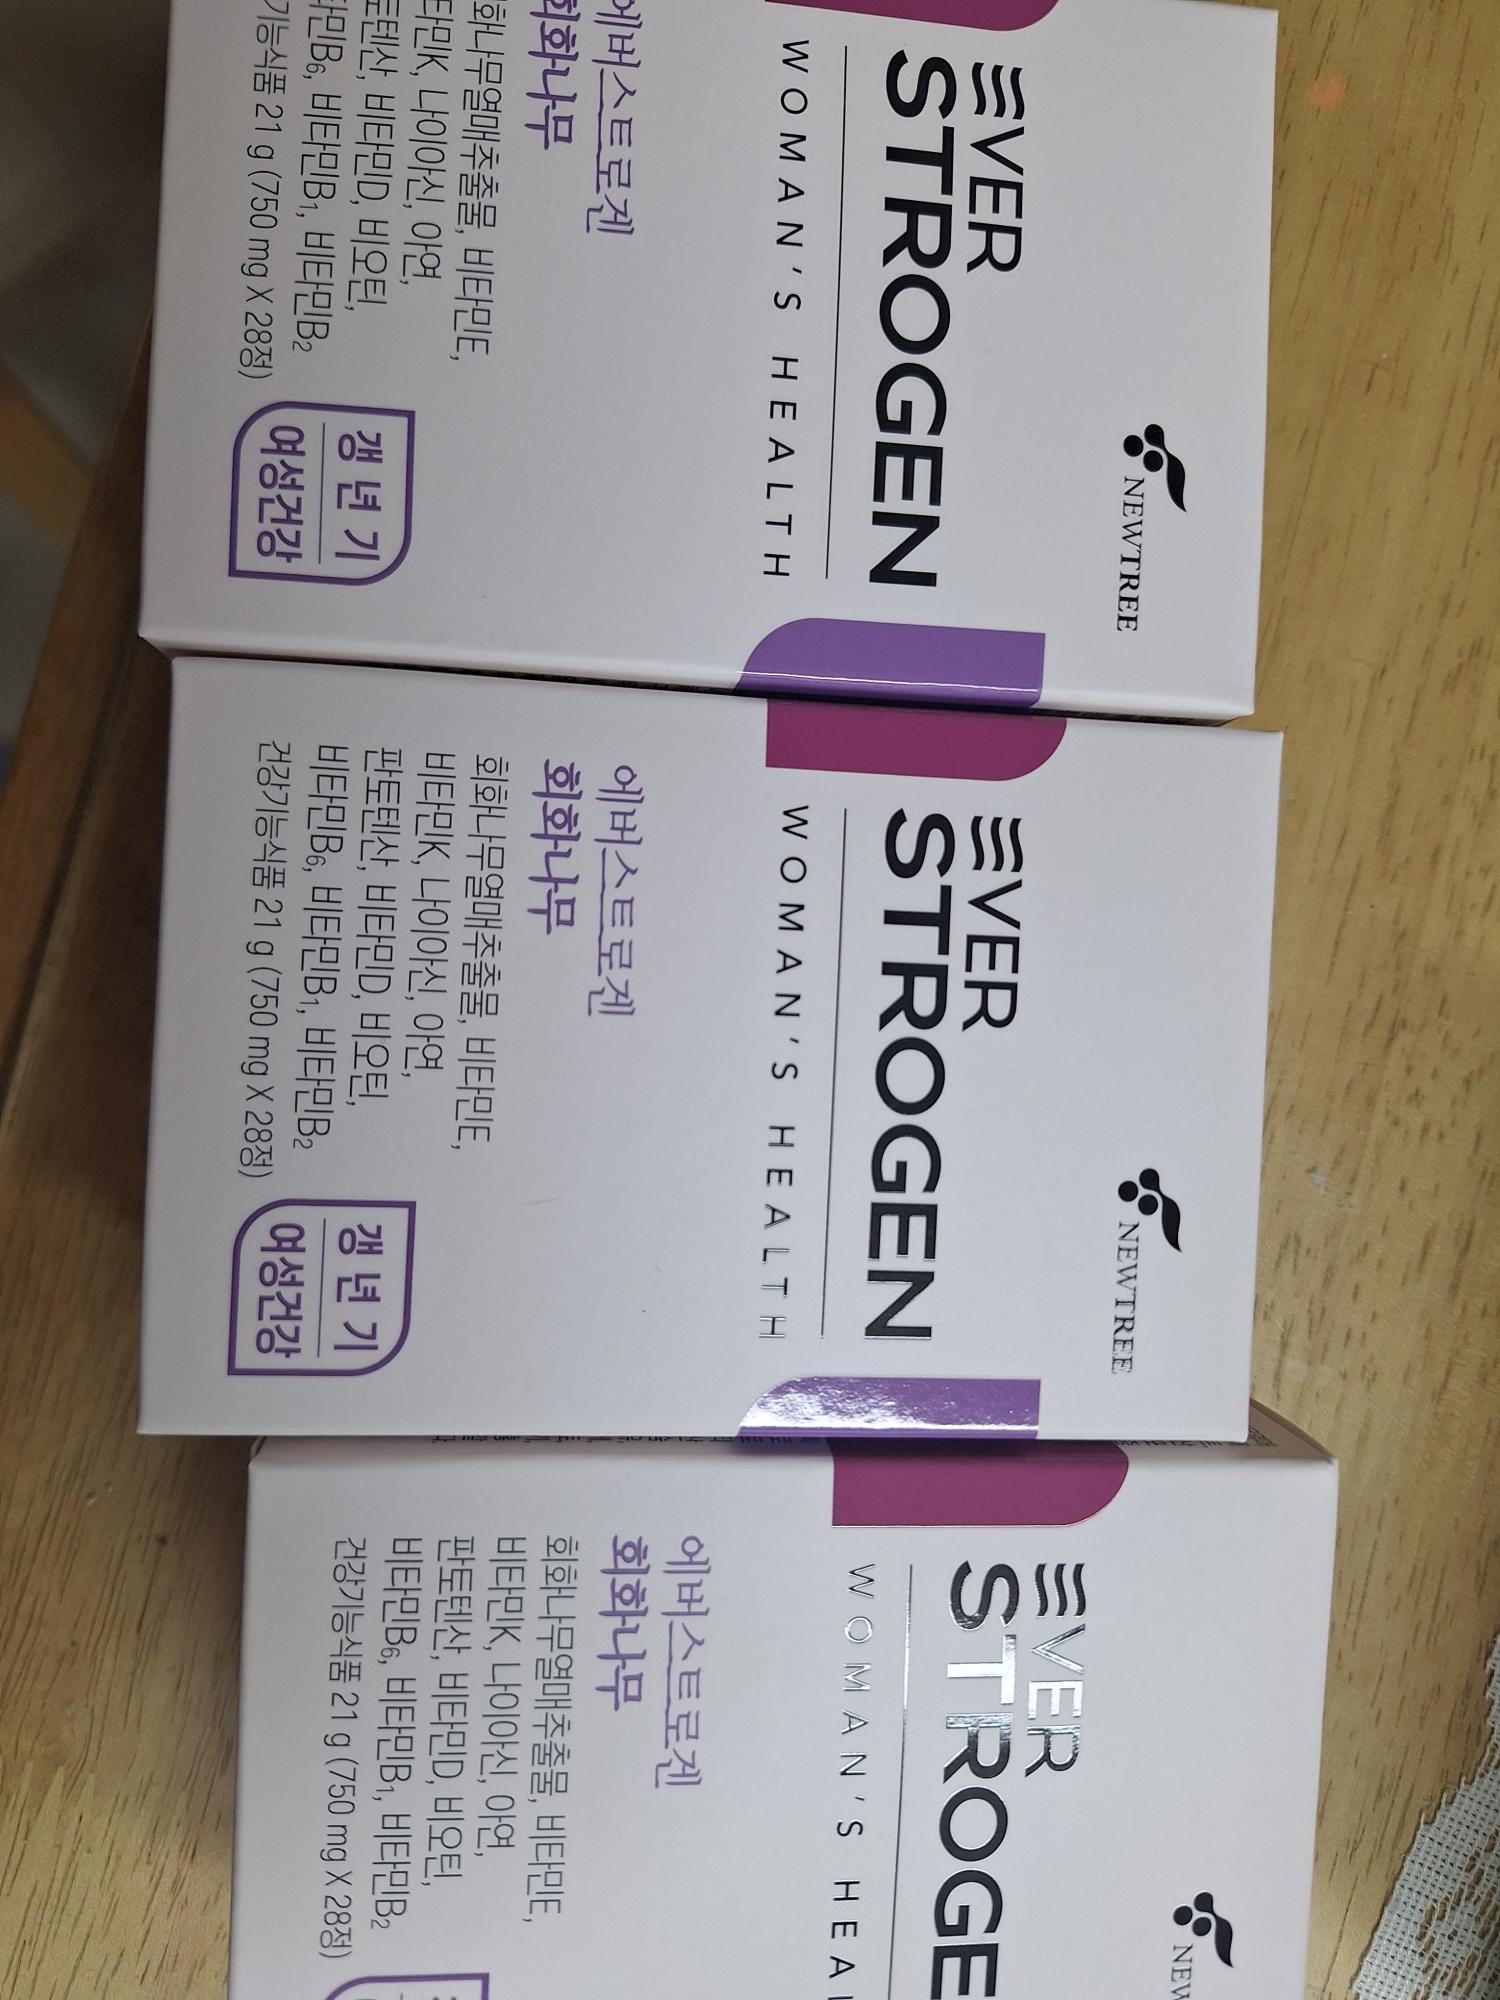 NEWTREE
EVER
STROGEN
WOMAN'S HEALTH
에버스트로겐
회화나무
화나무열매추출물, 비타민E,
타민K, 나이아신, 아연,
토텐산, 비타민D, 비오틴,
타민B6, 비타민B1, 비타민B2
기능식품 21 g (750 mg X 28정)
갱년기
여성건강
NEWTREE
EVER
STROGEN
WOMAN'S HEALTH
에버스트로겐
회화나무
회화나무열매추출물, 비타민E,
비타민K, 나이아신, 아연,
판토텐산, 비타민D, 비오틴,
비타민B6, 비타민B1, 비타민B2
건강기능식품 21 g (750 mg X 28정)
갱년기
여성건강
NEW
EVER
STROGE
WOMAN'S HEA
에버스트로겐
회화나무
회화나무열매추출물, 비타민E,
비타민K, 나이아신, 아연,
판토텐산, 비타민D, 비오틴,
비타민B6, 비타민B1, 비타민B2
건강기능식품 21 g (750 mg X 28정)